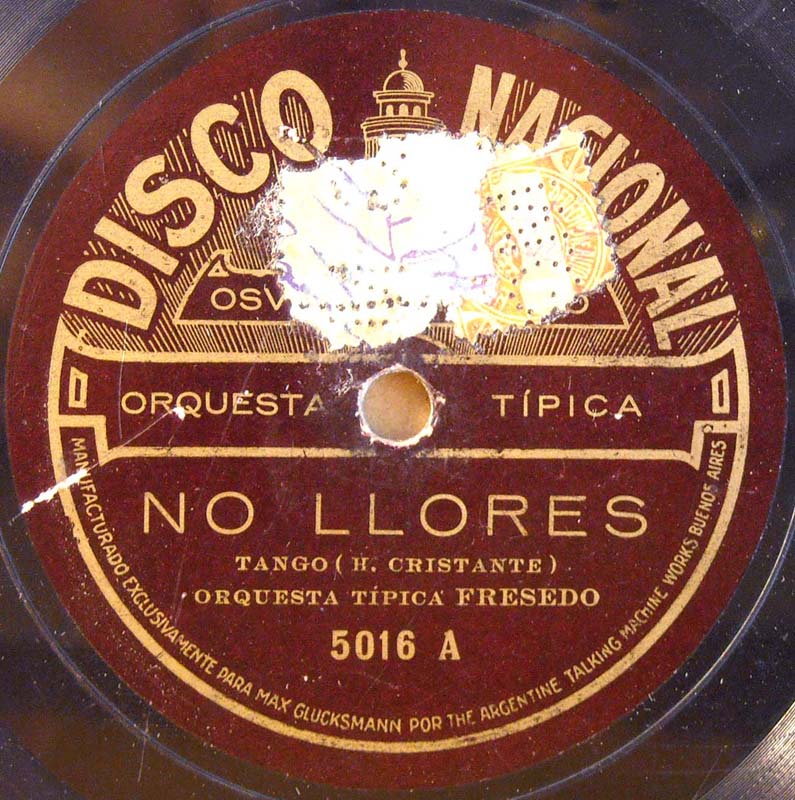 DISCO NACIONAL
ORQUESTA TÍPICA
NO LLORES
TANGO ( H. CRISTANTE )
ORQUESTA TÍPICA FRESEDO
5016 A
MANUFACTURADO EXCLUSIVAMENTE PARA MAX GLUCKSMANN POR THE ARGENTINE TALKING MACHINE WORKS BUENOS AIRES